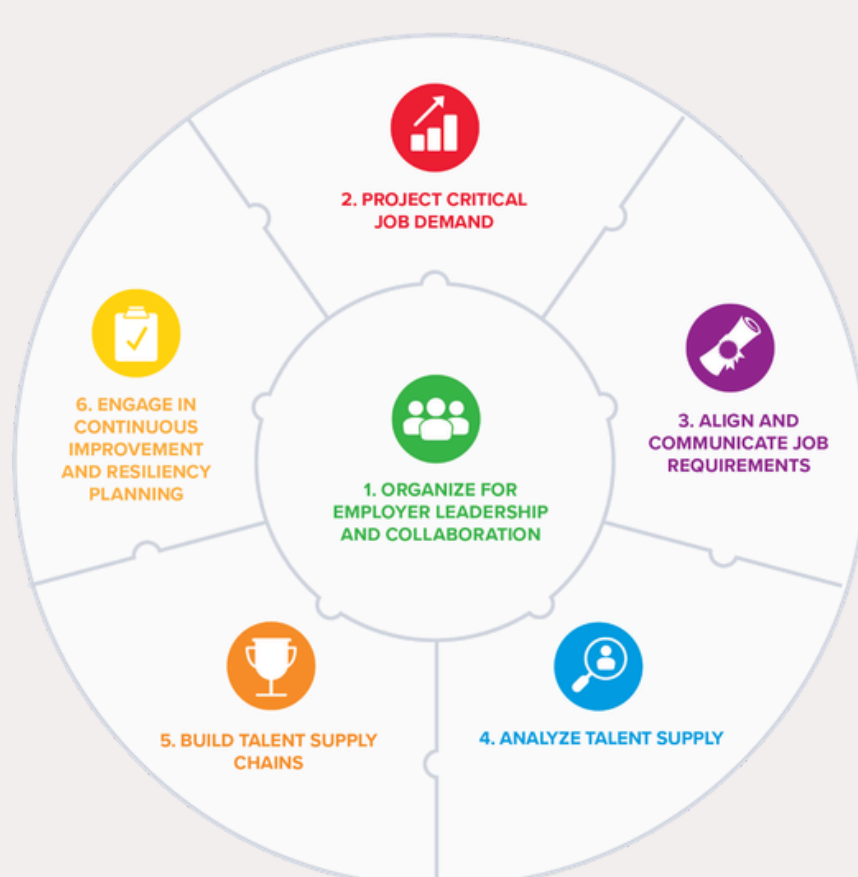 1. ORGANIZE FOR
EMPLOYER LEADERSHIP
AND COLLABORATION
2. PROJECT CRITICAL
JOB DEMAND
3. ALIGN AND
COMMUNICATE JOB
REQUIREMENTS
4. ANALYZE TALENT SUPPLY
5. BUILD TALENT SUPPLY
CHAINS
6. ENGAGE IN
CONTINUOUS
IMPROVEMENT
AND RESILIENCY
PLANNING